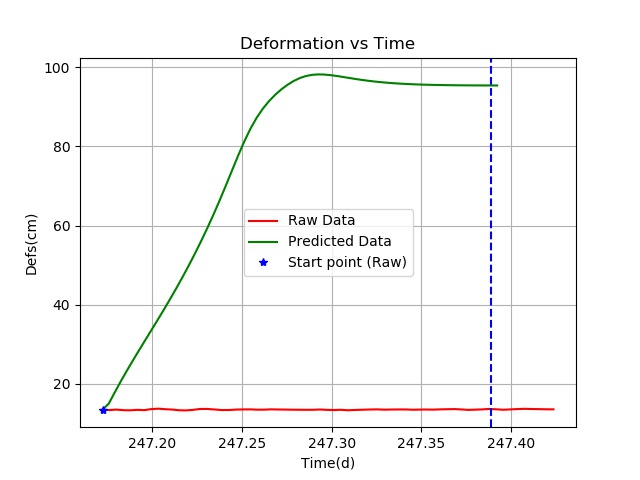 Deformation vs Time
Defs(cm)
100
80
60
40
20
Raw Data
Predicted Data
Start point (Raw)
247.20
247.25
247.30
247.35
247.40
Time(d)